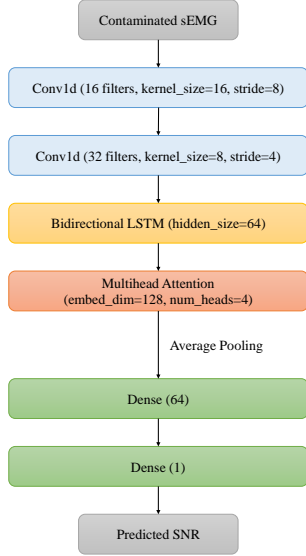 Contaminated sEMG
Conv1d (16 filters, kernel_size=16, stride=8)
Conv1d (32 filters, kernel_size=8, stride=4)
Bidirectional LSTM (hidden_size=64)
Multihead Attention
(embed_dim=128, num_heads=4)
Average Pooling
Dense (64)
Dense (1)
Predicted SNR